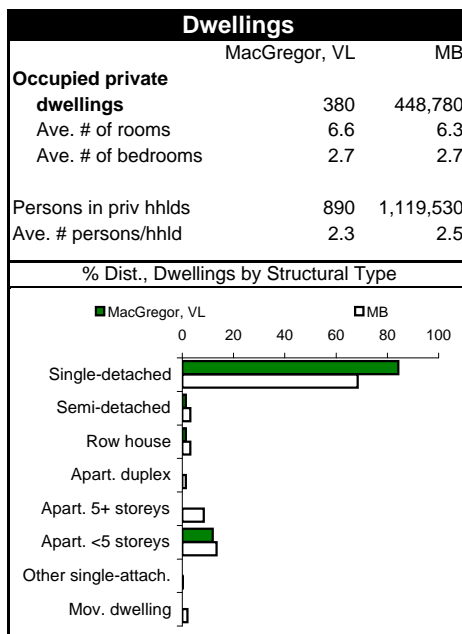 Dwellings
MacGregor, VL MB
Occupied private
dwellings 380 448,780
Ave. # of rooms 6.6 6.3
Ave. # of bedrooms 2.7 2.7
Persons in priv hhlds 890 1,119,530
Ave. # persons/hhld 2.3 2.5
% Dist., Dwellings by Structural Type
MacGregor, VL MB
0 20 40 60 80 100
Single-detached
Semi-detached
Row house
Apart. duplex
Apart. 5+ storeys
Apart. <5 storeys
Other single-attach.
Mov. dwelling